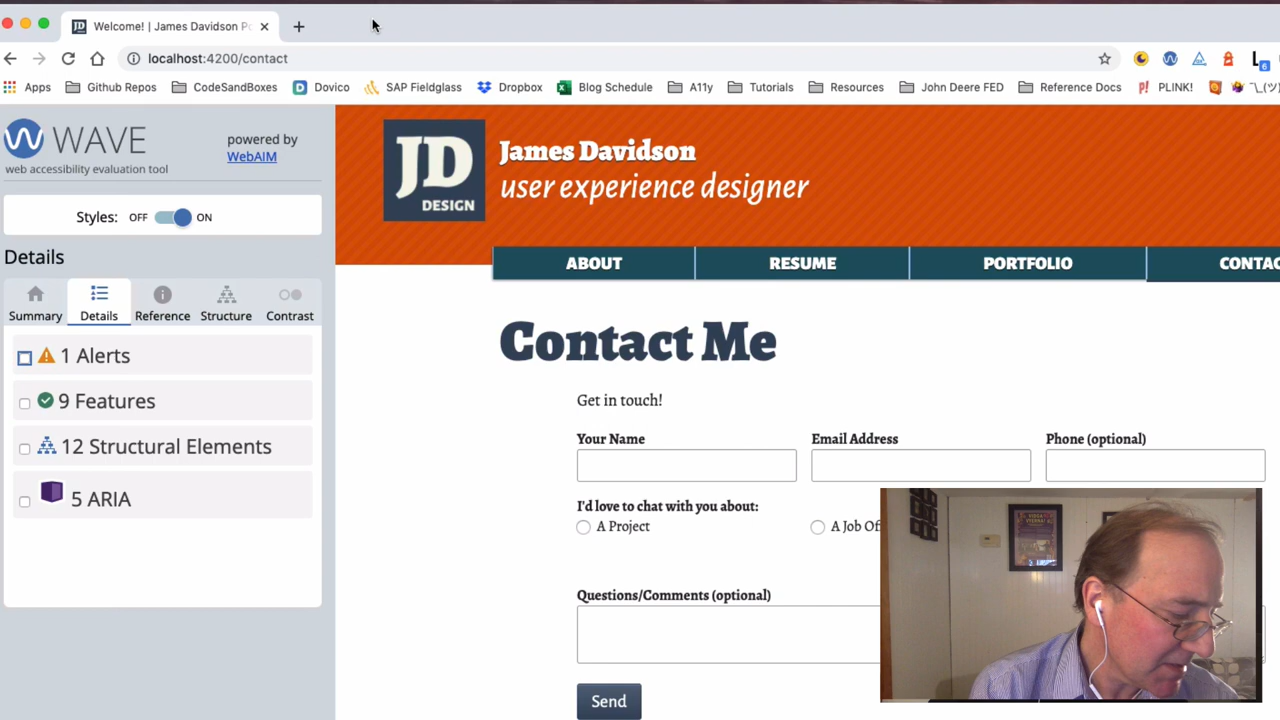 Welcome! | James Davidson Po
localhost:4200/contact
Apps Github Repos CodeSandBoxes Dovico SAP Fieldglass Dropbox Blog Schedule A11y Tutorials Resources John Deere FED Reference Docs PLINK! ¯\_(ツ)
6
WAVE
powered by
WebAIM
web accessibility evaluation tool
Styles: OFF ON
Details
Summary Details Reference Structure Contrast
1 Alerts
9 Features
12 Structural Elements
5 ARIA
JD
DESIGN
James Davidson
user experience designer
ABOUT RESUME PORTFOLIO CONTAC
Contact Me
Get in touch!
Your Name Email Address Phone (optional)
I'd love to chat with you about:
A Project A Job Of
Questions/Comments (optional)
Send